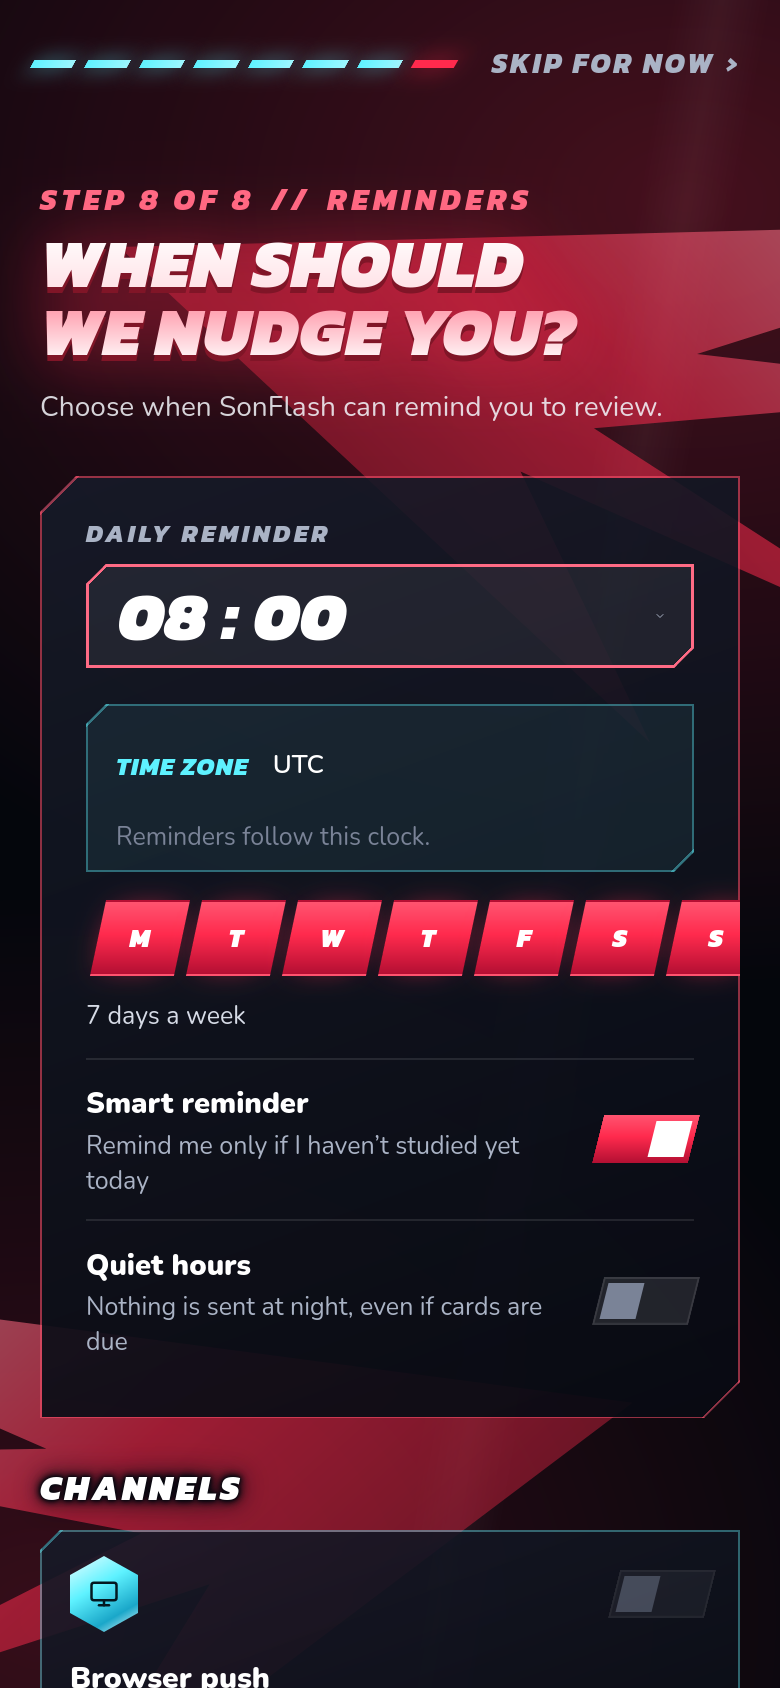 SKIP FOR NOW ›
STEP 8 OF 8 // REMINDERS
WHEN SHOULD
WE NUDGE YOU?
Choose when SonFlash can remind you to review.
DAILY REMINDER
08 : 00
TIME ZONE UTC
Reminders follow this clock.
M T W T F S S
7 days a week
Smart reminder
Remind me only if I haven’t studied yet
today
Quiet hours
Nothing is sent at night, even if cards are
due
CHANNELS
Browser push